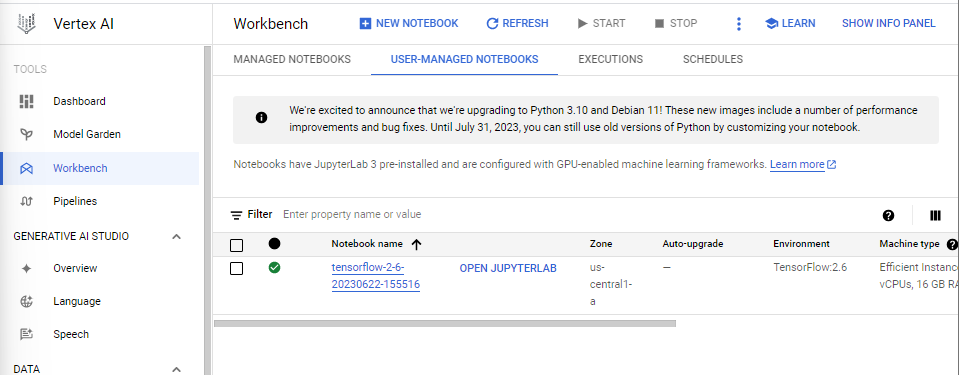 Vertex AI
Workbench
NEW NOTEBOOK
REFRESH
START
STOP
LEARN
SHOW INFO PANEL
TOOLS
Dashboard
Model Garden
Workbench
Pipelines
GENERATIVE AI STUDIO
Overview
Language
Speech
DATA
MANAGED NOTEBOOKS
USER-MANAGED NOTEBOOKS
EXECUTIONS
SCHEDULES
We're excited to announce that we're upgrading to Python 3.10 and Debian 11! These new images include a number of performance
improvements and bug fixes. Until July 31, 2023, you can still use old versions of Python by customizing your notebook.
Notebooks have JupyterLab 3 pre-installed and are configured with GPU-enabled machine learning frameworks. Learn more
Filter Enter property name or value
Notebook name
Zone
Auto-upgrade
Environment
Machine type
tensorflow-2-6-
20230622-155516
OPEN JUPYTERLAB
us-
central1-
a
—
TensorFlow:2.6
Efficient Instanc
vCPUs, 16 GB RA